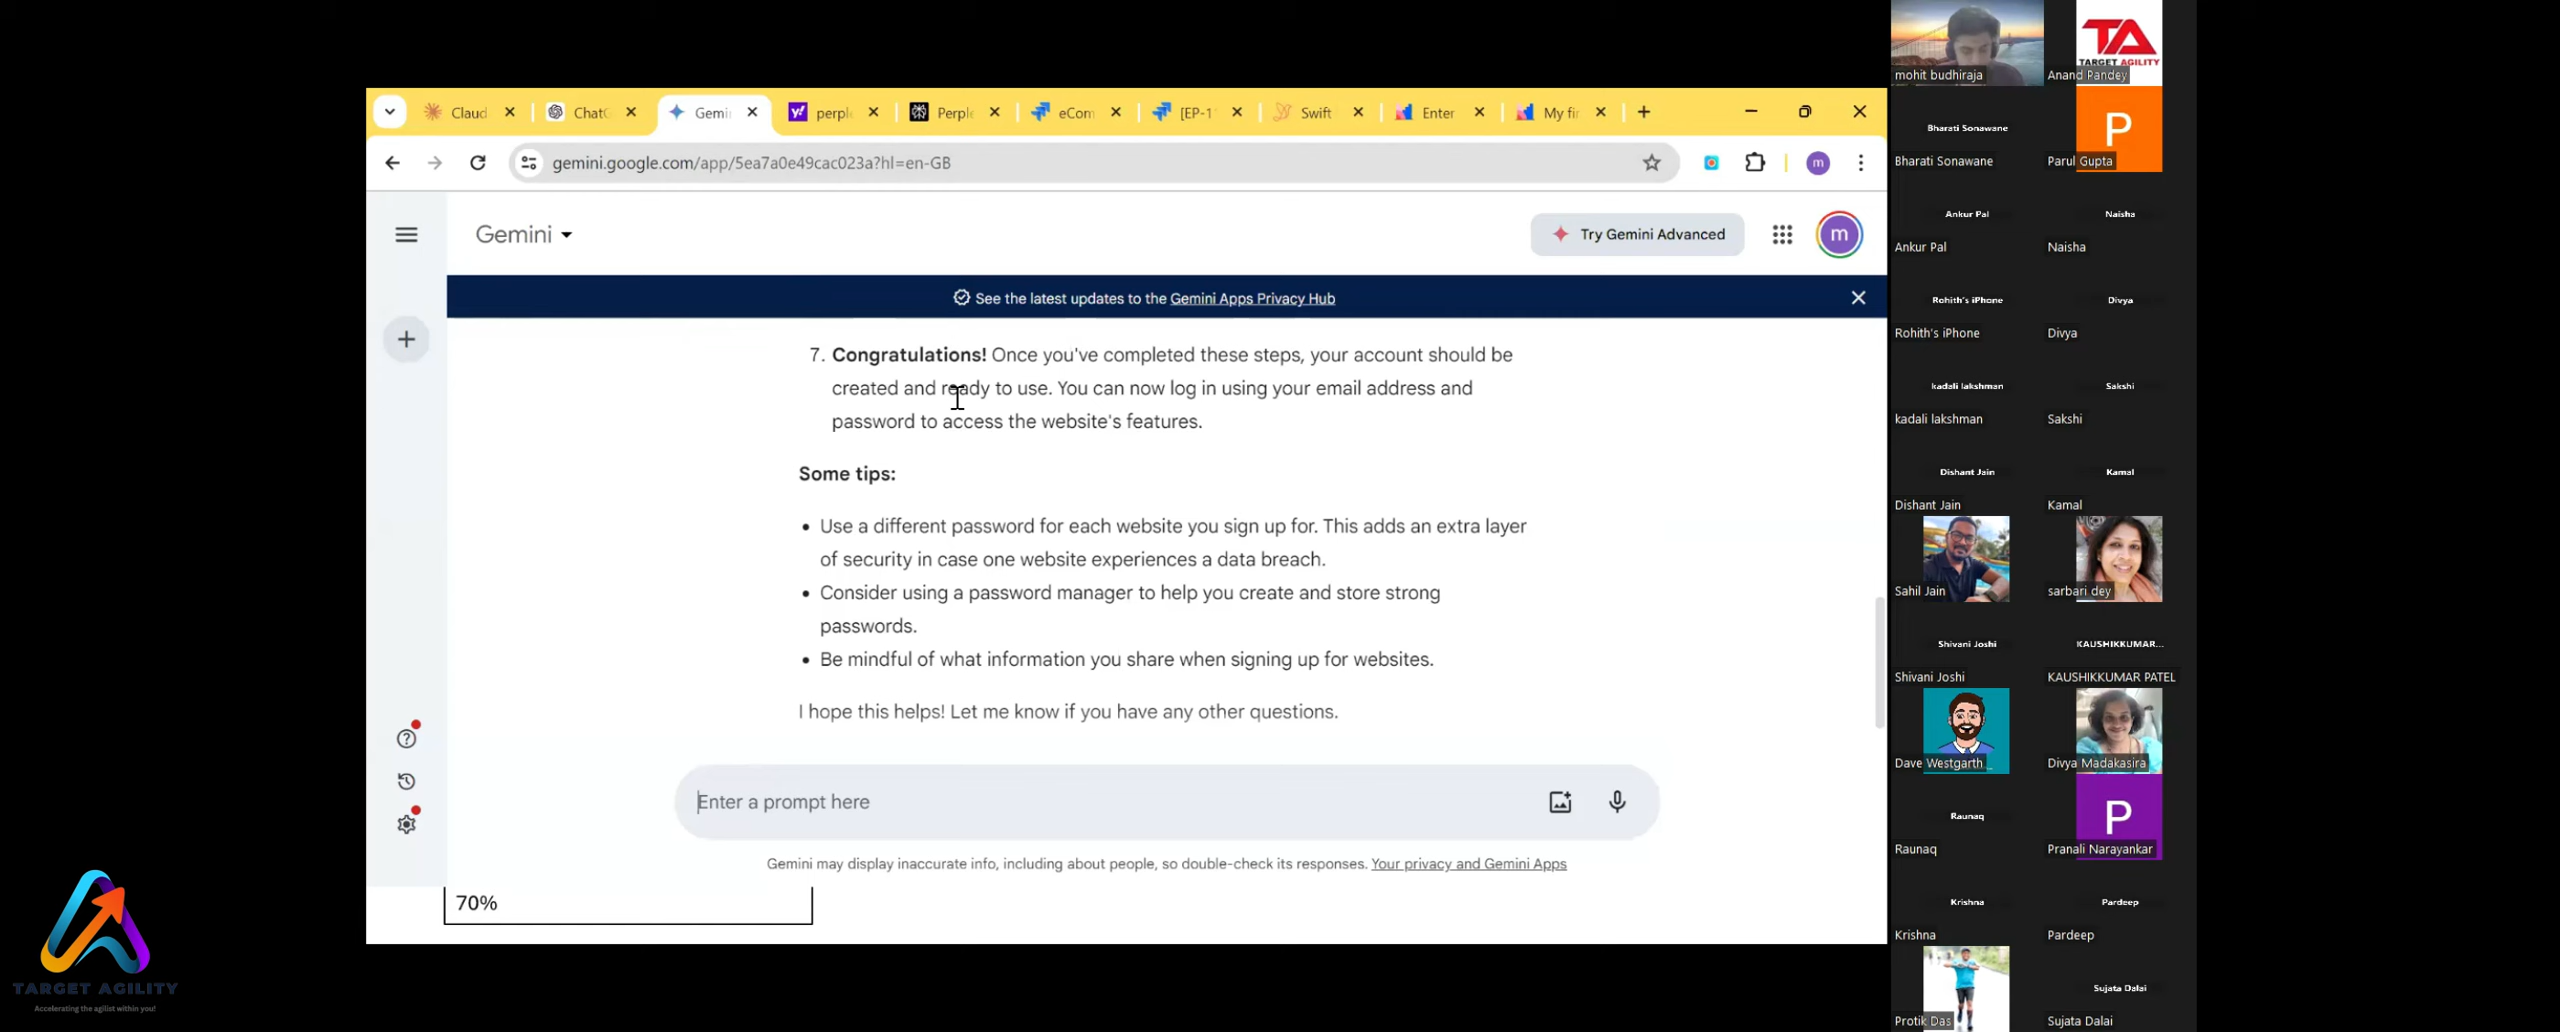 Claud
ChatG
Gemi
perple
Perple
eCom
[EP-1
Swift
Enter
My fir
gemini.google.com/app/5ea7a0e49cac023a?hl=en-GB
m
Gemini
Try Gemini Advanced
m
See the latest updates to the Gemini Apps Privacy Hub
7. Congratulations! Once you've completed these steps, your account should be
created and ready to use. You can now log in using your email address and
password to access the website's features.
Some tips:
• Use a different password for each website you sign up for. This adds an extra layer
of security in case one website experiences a data breach.
• Consider using a password manager to help you create and store strong
passwords.
• Be mindful of what information you share when signing up for websites.
I hope this helps! Let me know if you have any other questions.
Enter a prompt here
Gemini may display inaccurate info, including about people, so double-check its responses. Your privacy and Gemini Apps
70%
TARGET AGILITY
Accelerating the agilist within you!
mohit budhiraja
TA
TARGET AGILITY
Anand Pandey
Bharati Sonawane
Bharati Sonawane
P
Parul Gupta
Ankur Pal
Ankur Pal
Naisha
Naisha
Rohith's iPhone
Rohith's iPhone
Divya
Divya
kadali lakshman
kadali lakshman
Sakshi
Sakshi
Dishant Jain
Dishant Jain
Kamal
Kamal
Sahil Jain
sarbari dey
Shivani Joshi
Shivani Joshi
KAUSHIKKUMAR...
KAUSHIKKUMAR PATEL
Dave Westgarth _
Divya Madakasira
Raunaq
Raunaq
P
Pranali Narayankar
Krishna
Krishna
Pardeep
Pardeep
Protik Das
Sujata Dalai
Sujata Dalai